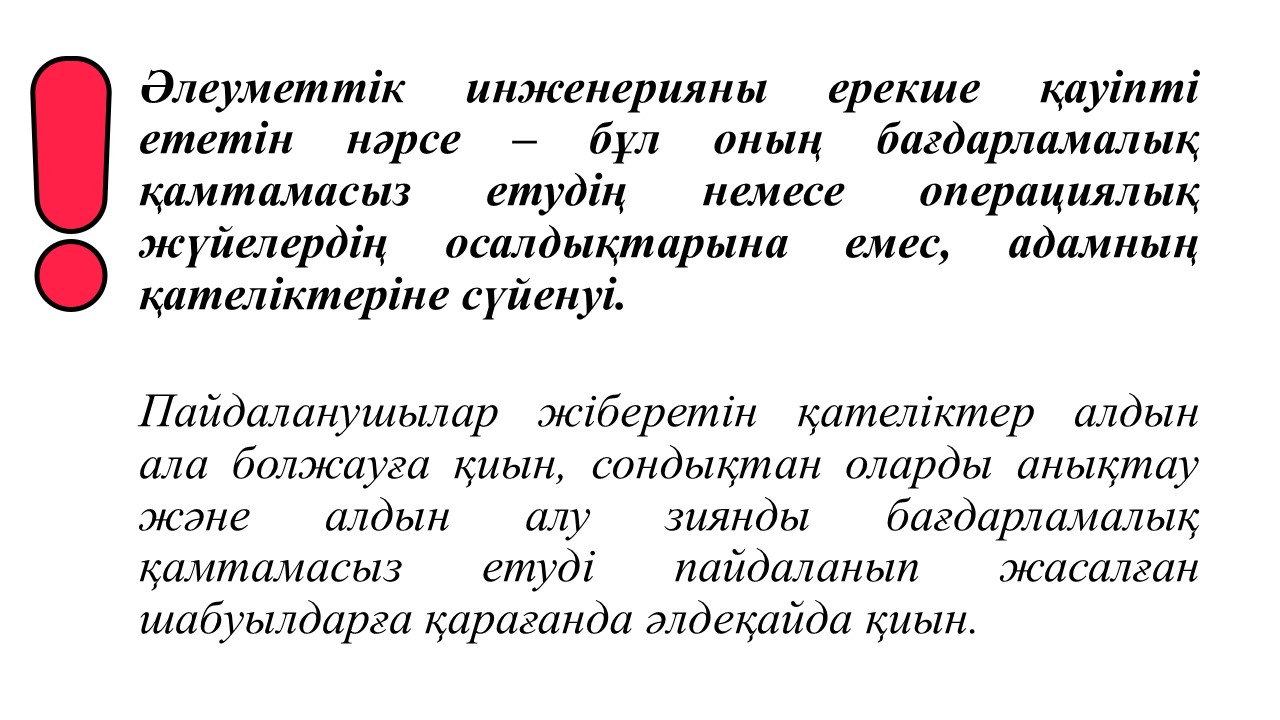 Әлеуметтік инженерияны ерекше қауіпті
ететін нәрсе – бұл оның бағдарламалық
қамтамасыз етудің немесе операциялық
жүйелердің осалдықтарына емес, адамның
қателіктеріне сүйенуі.
Пайдаланушылар жіберетін қателіктер алдын
ала болжауға қиын, сондықтан оларды анықтау
және алдын алу зиянды бағдарламалық
қамтамасыз етуді пайдаланып жасалған
шабуылдарға қарағанда әлдеқайда қиын.